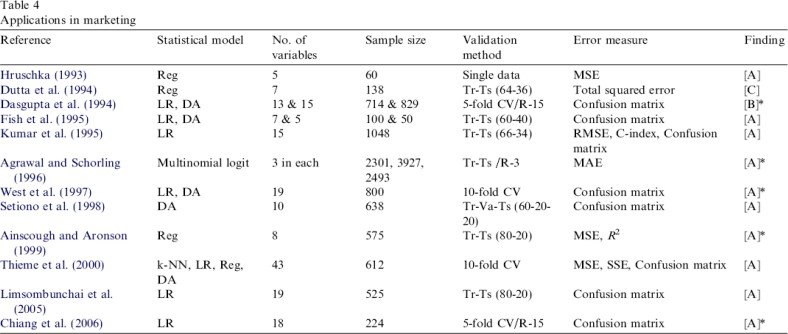 Table 4
Applications in marketing
Reference Statistical model No. of variables Sample size Validation method Error measure Finding
Hruschka (1993) Reg 5 60 Single data MSE [A]
Dutta et al. (1994) Reg 7 138 Tr-Ts (64-36) Total squared error [C]
Dasgupta et al. (1994) LR, DA 13 & 15 714 & 829 5-fold CV/R-15 Confusion matrix [B]*
Fish et al. (1995) LR, DA 7 & 5 100 & 50 Tr-Ts (60-40) Confusion matrix [A]
Kumar et al. (1995) LR 15 1048 Tr-Ts (66-34) RMSE, C-index, Confusion matrix [A]
Agrawal and Schorling (1996) Multinomial logit 3 in each 2301, 3927, 2493 Tr-Ts /R-3 MAE [A]*
West et al. (1997) LR, DA 19 800 10-fold CV Confusion matrix [A]*
Setiono et al. (1998) DA 10 638 Tr-Va-Ts (60-20-20) Confusion matrix [A]
Ainscough and Aronson (1999) Reg 8 575 Tr-Ts (80-20) MSE, R² [A]*
Thieme et al. (2000) k-NN, LR, Reg, DA 43 612 10-fold CV MSE, SSE, Confusion matrix [A]
Limsombunchai et al. (2005) LR 19 525 Tr-Ts (80-20) Confusion matrix [A]
Chiang et al. (2006) LR 18 224 5-fold CV/R-15 Confusion matrix [A]*